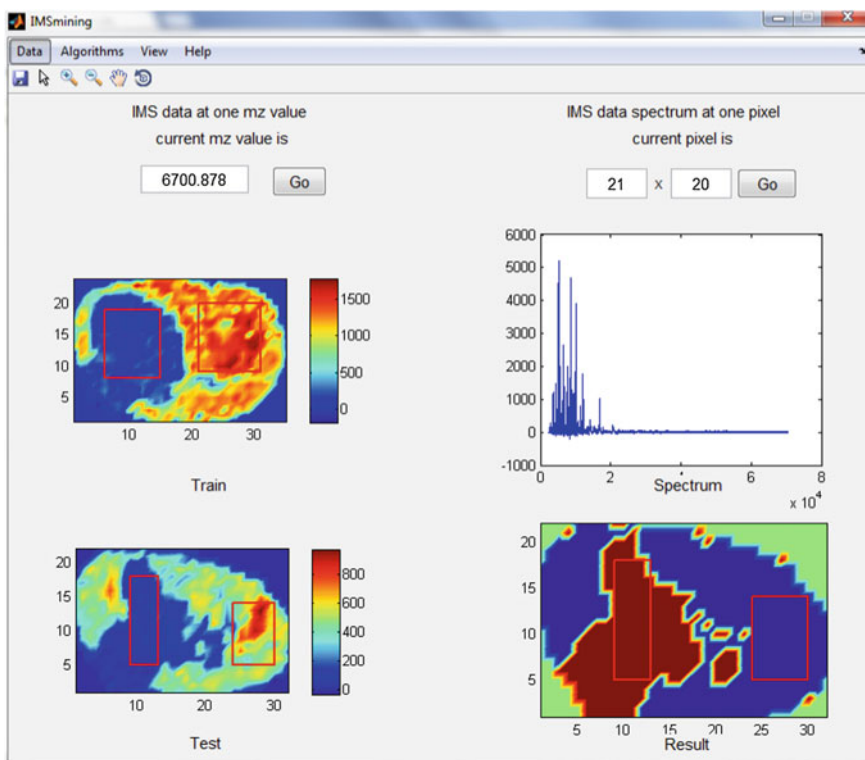 IMSmining
Data Algorithms View Help
IMS data at one mz value
current mz value is
6700.878 Go
IMS data spectrum at one pixel
current pixel is
21 x 20 Go
20
15
10
5
10 20 30
1500
1000
500
0
Train
6000
5000
4000
3000
2000
1000
0
-1000
0 2 4 6 8
x 10^4
Spectrum
20
15
10
5
10 20 30
800
600
400
200
0
Test
20
15
10
5
5 10 15 20 25 30
Result